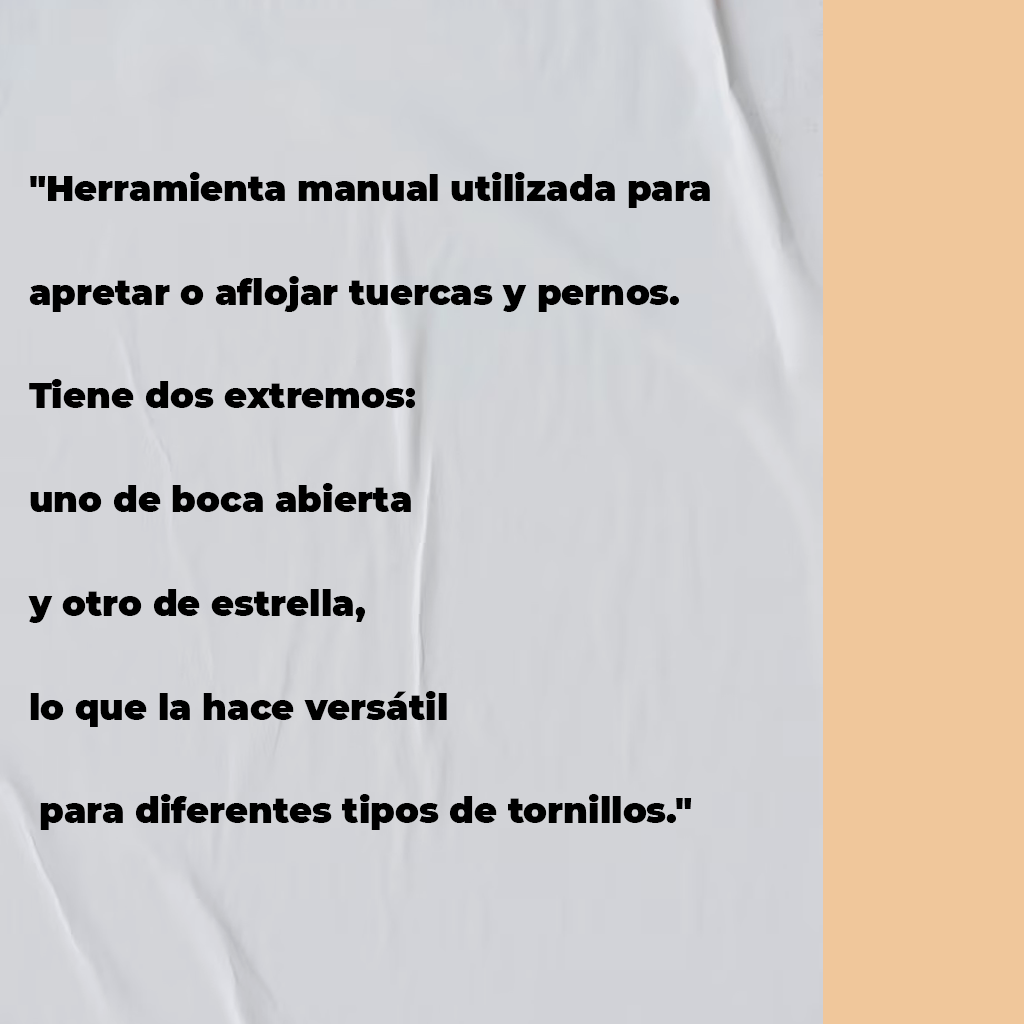 "Herramienta manual utilizada para
apretar o aflojar tuercas y pernos.
Tiene dos extremos:
uno de boca abierta
y otro de estrella,
lo que la hace versátil
para diferentes tipos de tornillos."